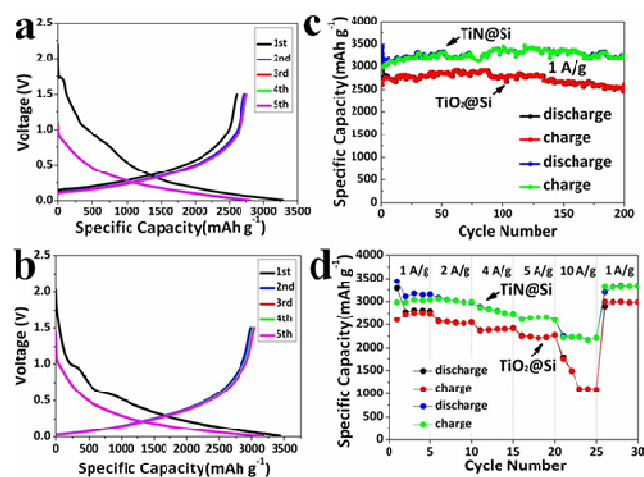 a
2.5
2.0
1.5
1.0
0.5
0.0
Voltage (V)
1st
2nd
3rd
4th
5th
0 500 1000 1500 2000 2500 3000 3500
Specific Capacity(mAh g⁻¹)
b
2.5
2.0
1.5
1.0
0.5
0.0
Voltage (V)
1st
2nd
3rd
4th
5th
0 500 1000 1500 2000 2500 3000 3500
Specific Capacity(mAh g⁻¹)
c
4000
3500
3000
2500
2000
1500
1000
500
0
Specific Capacity(mAh g⁻¹)
TiN@Si
1 A/g
TiO₂@Si
discharge
charge
discharge
charge
0 50 100 150 200
Cycle Number
d
4000
3500
3000
2500
2000
1500
1000
500
0
Specific Capacity(mAh g⁻¹)
1 A/g 2 A/g 4 A/g 5 A/g 10 A/g 1 A/g
TiN@Si
TiO₂@Si
discharge
charge
discharge
charge
0 5 10 15 20 25 30
Cycle Number